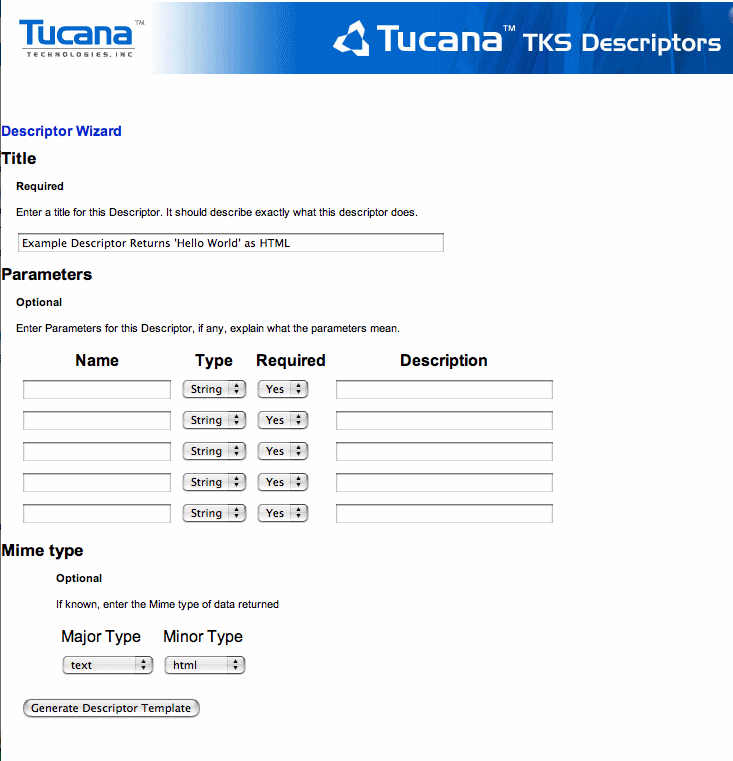 Tucana™
TECHNOLOGIES, INC
Tucana™ TKS Descriptors
Descriptor Wizard
Title
Required
Enter a title for this Descriptor. It should describe exactly what this descriptor does.
Example Descriptor Returns 'Hello World' as HTML
Parameters
Optional
Enter Parameters for this Descriptor, if any, explain what the parameters mean.
Name Type Required Description
String Yes
String Yes
String Yes
String Yes
String Yes
Mime type
Optional
If known, enter the Mime type of data returned
Major Type Minor Type
text html
Generate Descriptor Template